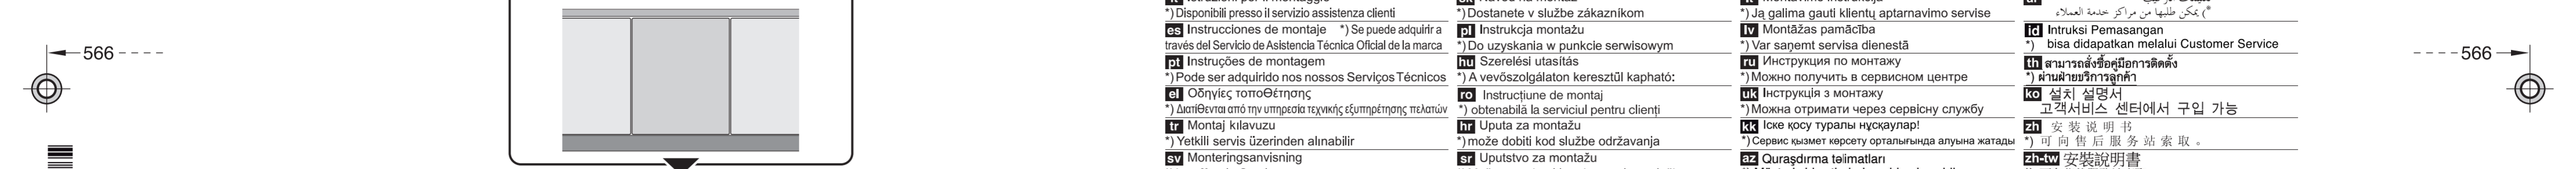 566
*) Disponibili presso il servizio assistenza clienti
es Instrucciones de montaje *) Se puede adquirir a
través del Servicio de Asistencia Técnica Oficial de la marca
pt Instruções de montagem
*) Pode ser adquirido nos nossos Serviços Técnicos
el Οδηγίες τοποθέτησης
*) Διατίθενται από την υπηρεσία τεχνικής εξυπηρέτησης πελατών
tr Montaj kılavuzu
*) Yetkili servis üzerinden alınabilir
sv Monteringsanvisning
*) Dostanete v službe zákazníkom
pl Instrukcja montażu
*) Do uzyskania w punkcie serwisowym
hu Szerelési utasítás
*) A vevőszolgálaton keresztül kapható:
ro Instrucţiune de montaj
*) obtenabilă la serviciul pentru clienţi
hr Uputa za montažu
*) može dobiti kod službe održavanja
sr Uputstvo za montažu
*) Ją galima gauti klientų aptarnavimo servise
lv Montāžas pamācība
*) Var saņemt servisa dienestā
ru Инструкция по монтажу
*) Можно получить в сервисном центре
uk Інструкція з монтажу
*) Можна отримати через сервісну службу
kk Іске қосу туралы нұсқаулар!
*) Сервис қызмет көрсету орталығында алуына жатады
az Quraşdırma təlimatları
*) يمكن طلبها من مراكز خدمة العملاء
id Intruksi Pemasangan
*) bisa didapatkan melalui Customer Service
th สามารถสั่งซื้อคู่มือการติดตั้ง
*) ผ่านฝ่ายบริการลูกค้า
ko 설치 설명서
고객서비스 센터에서 구입 가능
zh 安装说明书
*) 可向售后服务站索取。
zh-tw 安裝說明書
566